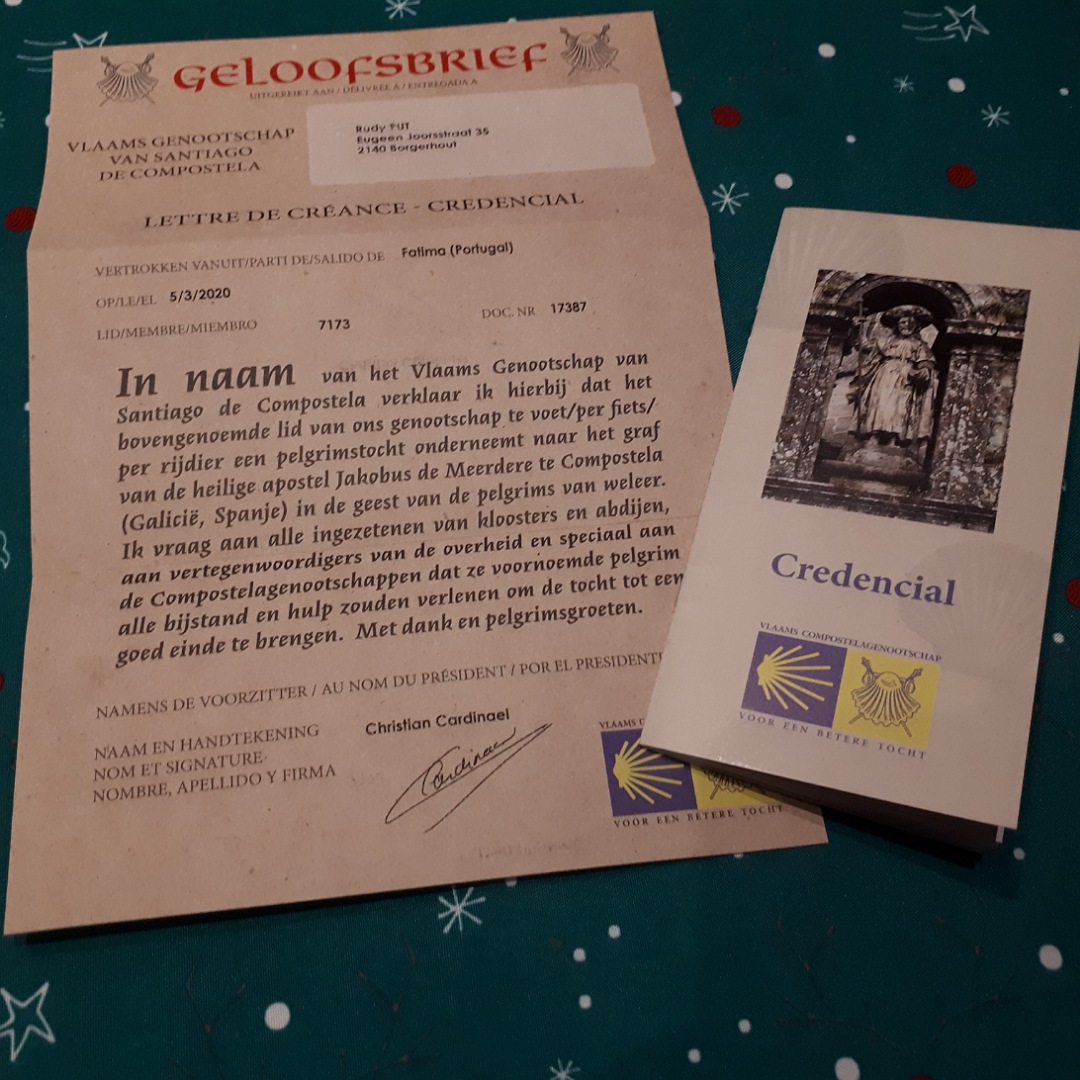 GELOOFSBRIEF
UITGEREIKT AAN / DÉLIVRÉE À / ENTREGADA A
VLAAMS GENOOTSCHAP
VAN SANTIAGO
DE COMPOSTELA
Rudy PUT
Eugeen Joorsstraat 35
2140 Borgerhout
LETTRE DE CRÉANCE - CREDENCIAL
VERTROKKEN VANUIT/PARTI DE/SALIDO DE Fatima (Portugal)
OP/LE/EL 5/3/2020
LID/MEMBRE/MIEMBRO 7173 DOC. NR 17387
In naam van het Vlaams Genootschap van
Santiago de Compostela verklaar ik hierbij dat het
bovengenoemde lid van ons genootschap te voet/per fiets/
per rijdier een pelgrimstocht onderneemt naar het graf
van de heilige apostel Jakobus de Meerdere te Compostela
(Galicië, Spanje) in de geest van de pelgrims van weleer.
Ik vraag aan alle ingezetenen van kloosters en abdijen,
aan vertegenwoordigers van de overheid en speciaal aan
de Compostelagenootschappen dat ze voornoemde pelgrim
alle bijstand en hulp zouden verlenen om de tocht tot een
goed einde te brengen. Met dank en pelgrimsgroeten.
NAMENS DE VOORZITTER / AU NOM DU PRÉSIDENT / POR EL PRESIDENTE
NAAM EN HANDTEKENING
NOM ET SIGNATURE
NOMBRE, APELLIDO Y FIRMA
Christian Cardinael
Cardinael
VLAAMS
VOOR EEN BETERE TOCHT
Credencial
VLAAMS COMPOSTELAGENOOTSCHAP
VOOR EEN BETERE TOCHT